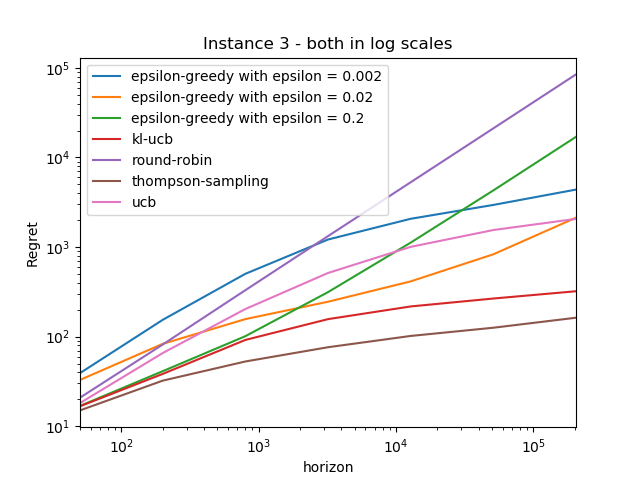 Instance 3 - both in log scales
epsilon-greedy with epsilon = 0.002
epsilon-greedy with epsilon = 0.02
epsilon-greedy with epsilon = 0.2
kl-ucb
round-robin
thompson-sampling
ucb
Regret
10^5
10^4
10^3
10^2
10^1
10^2 10^3 10^4 10^5
horizon